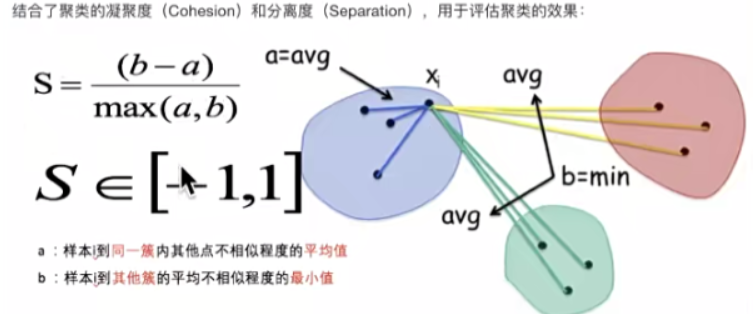 结合了聚类的凝聚度（Cohesion）和分离度（Separation），用于评估聚类的效果：
S = (b-a) / max(a,b)
a=avg
xi
avg
S ∈ [-1,1]
b=min
avg
a ：样本i到同一簇内其他点不相似程度的平均值
b ：样本i到其他簇的平均不相似程度的最小值